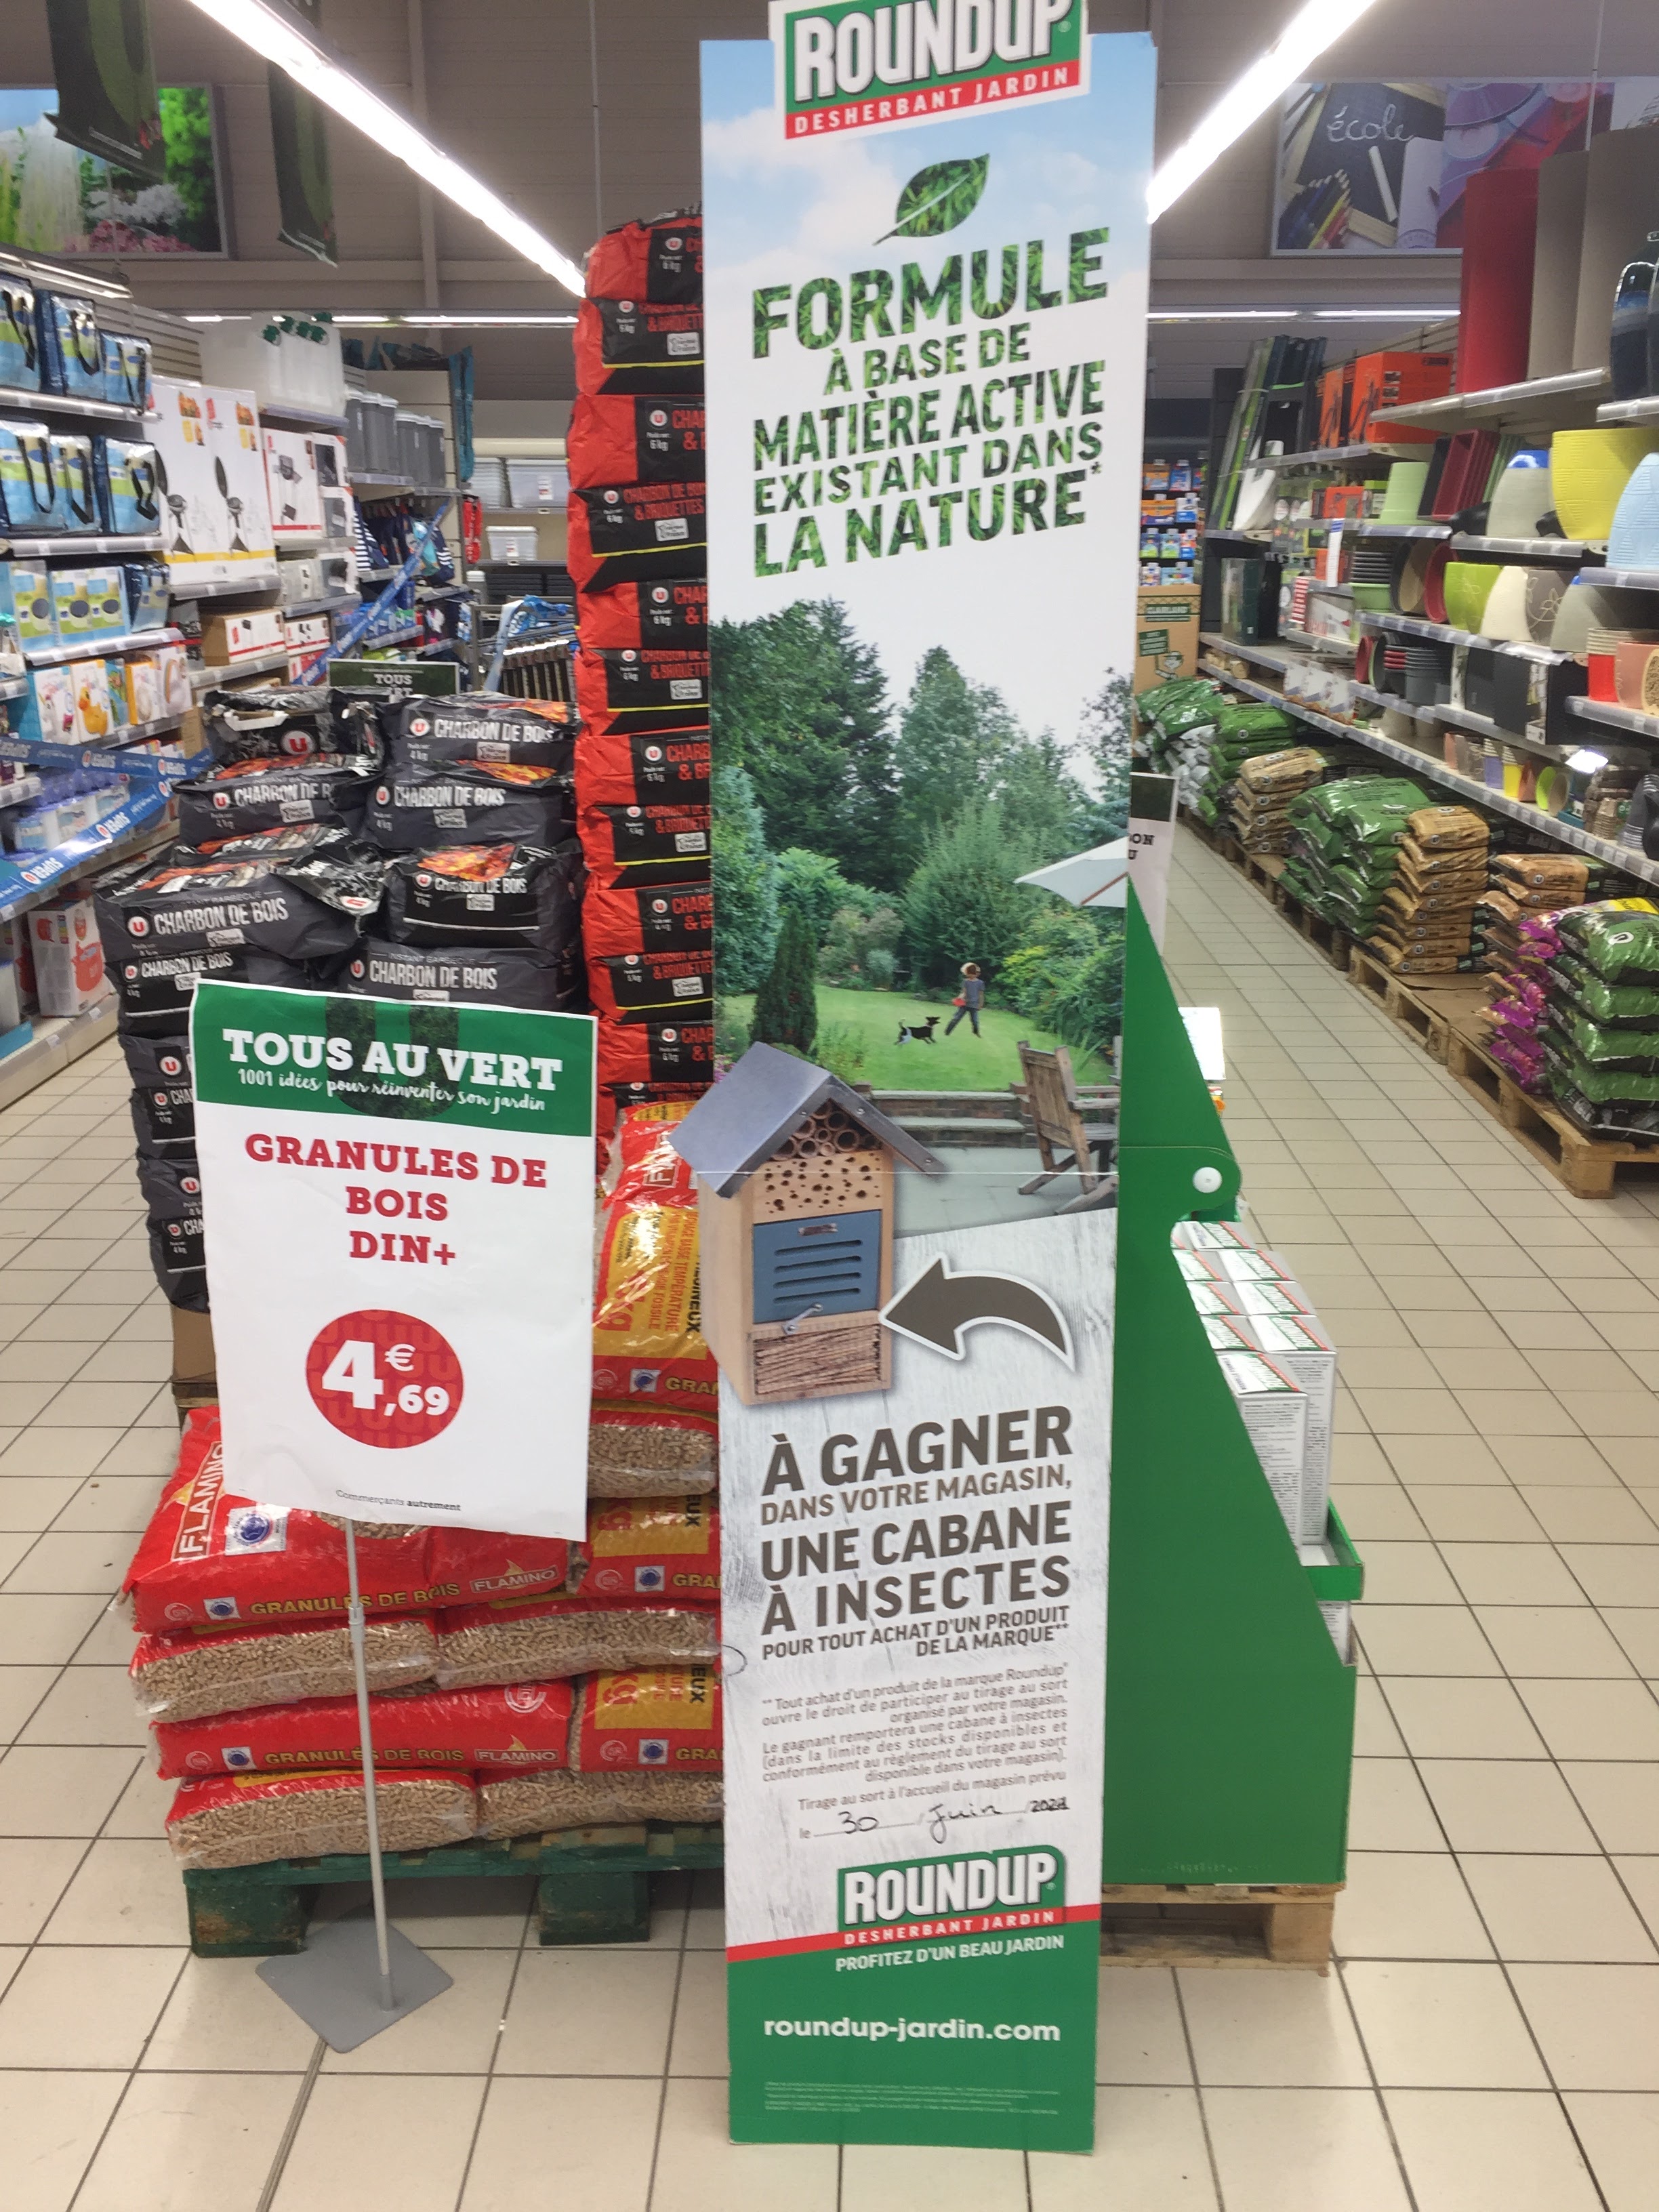 ROUNDUP
DESHERBANT JARDIN
FORMULE
À BASE DE
MATIÈRE ACTIVE
EXISTANT DANS
LA NATURE*
école
TOUS
CHARBON DE BOIS
CHARBON DE BOIS
CHARBON DE BOIS
CHARBON DE BOIS
CHARBON DE BOIS
CHARBON DE BOIS
TOUS AU VERT
1001 idées pour réinventer son jardin
GRANULES DE
BOIS
DIN+
4€,69
Commerçants autrement
FLAMINO
GRANULÉS DE BOIS FLAMINO
GRANULÉS DE BOIS FLAMINO
À GAGNER
DANS VOTRE MAGASIN,
UNE CABANE
À INSECTES
POUR TOUT ACHAT D'UN PRODUIT
DE LA MARQUE**
** Tout achat d'un produit de la marque Roundup®
ouvre le droit de participer au tirage au sort
organisé par votre magasin.
Le gagnant remportera une cabane à insectes
(dans la limite des stocks disponibles et
conformément au règlement du tirage au sort
disponible dans votre magasin).
Tirage au sort à l'accueil du magasin prévu
le 30 / Juin /
ROUNDUP
DESHERBANT JARDIN
PROFITEZ D'UN BEAU JARDIN
roundup-jardin.com